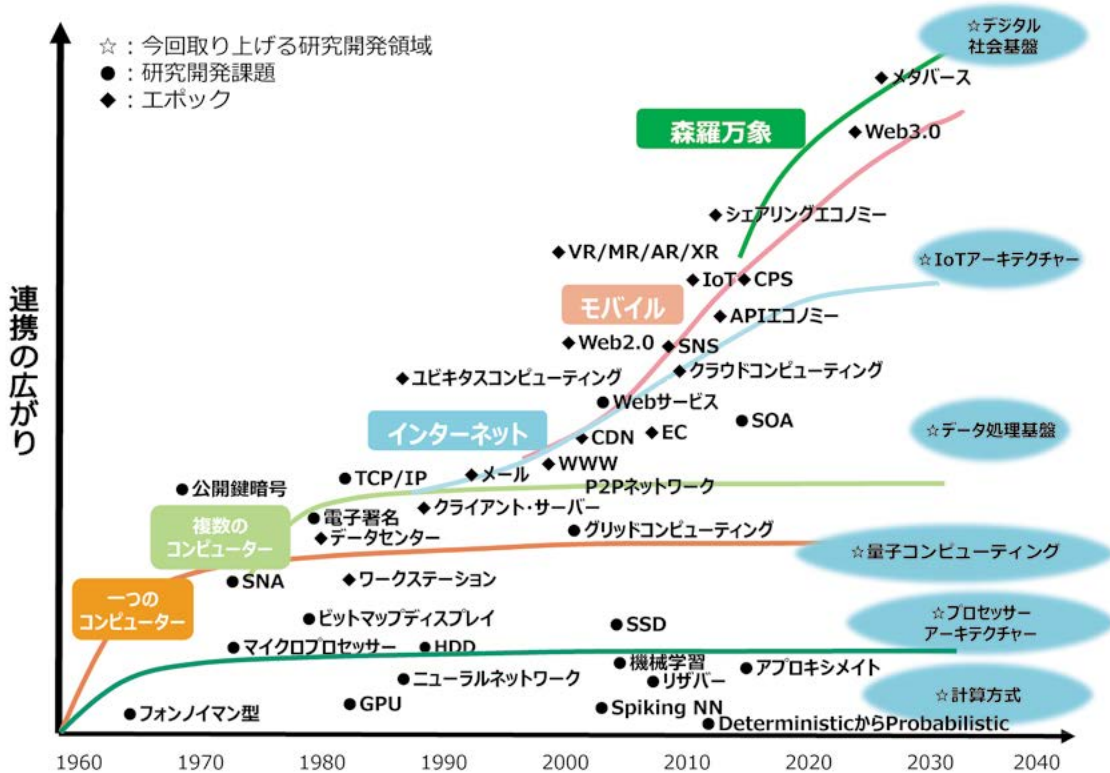 ☆：今回取り上げる研究開発領域
●：研究開発課題
◆：エポック
連携の広がり
☆デジタル
社会基盤
◆メタバース
森羅万象
◆Web3.0
◆シェアリングエコノミー
◆VR/MR/AR/XR
☆IoTアーキテクチャー
◆IoT
◆CPS
モバイル
◆APIエコノミー
◆Web2.0
◆SNS
◆ユビキタスコンピューティング
◆クラウドコンピューティング
●Webサービス
●SOA
インターネット
◆CDN
◆EC
☆データ処理基盤
◆WWW
●TCP/IP
◆メール
●公開鍵暗号
P2Pネットワーク
◆クライアント・サーバー
複数の
コンピューター
●電子署名
◆データセンター
●グリッドコンピューティング
☆量子コンピューティング
●SNA
◆ワークステーション
一つの
コンピューター
●ビットマップディスプレイ
●SSD
☆プロセッサー
アーキテクチャー
●マイクロプロセッサー
●HDD
●機械学習
●アプロキシメイト
●ニューラルネットワーク
●リザバー
☆計算方式
●フォンノイマン型
●GPU
●Spiking NN
●DeterministicからProbabilistic
1960
1970
1980
1990
2000
2010
2020
2030
2040